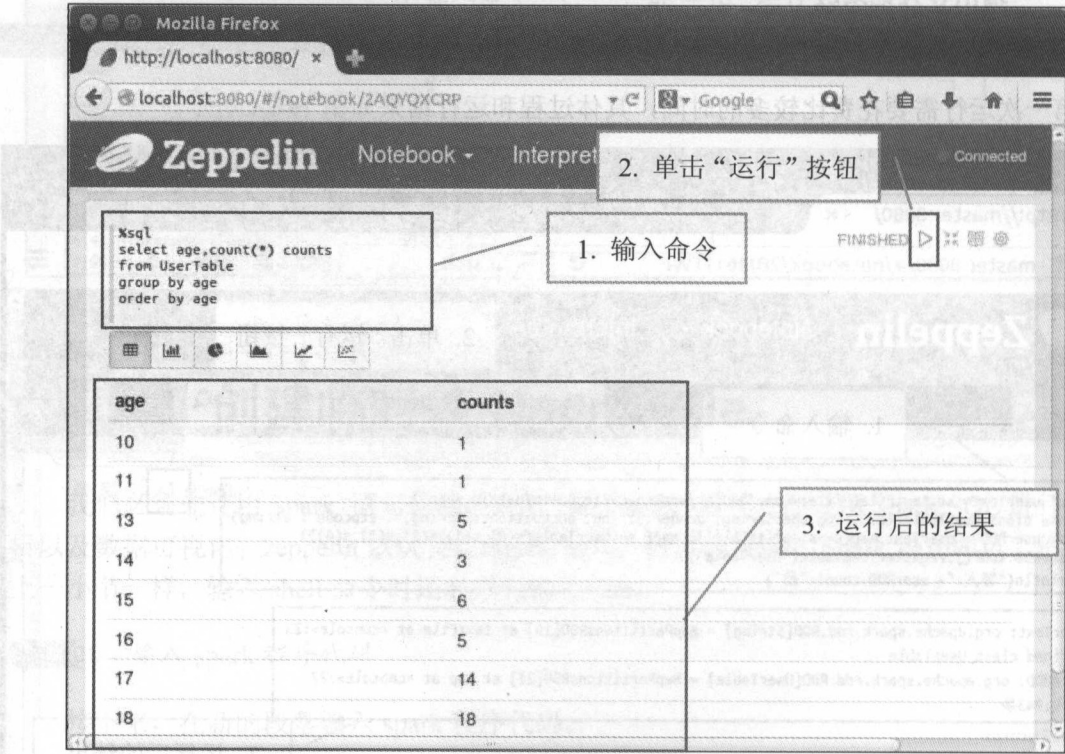 Mozilla Firefox
http://localhost:8080/ ×
localhost:8080/#/notebook/2AQYQXCRP
Google
Zeppelin Notebook Interpret
Connected
2. 单击“运行”按钮
%sql
select age,count(*) counts
from UserTable
group by age
order by age
1. 输入命令
FINISHED
age counts
10 1
11 1
13 5
14 3
15 6
16 5
17 14
18 18
3. 运行后的结果